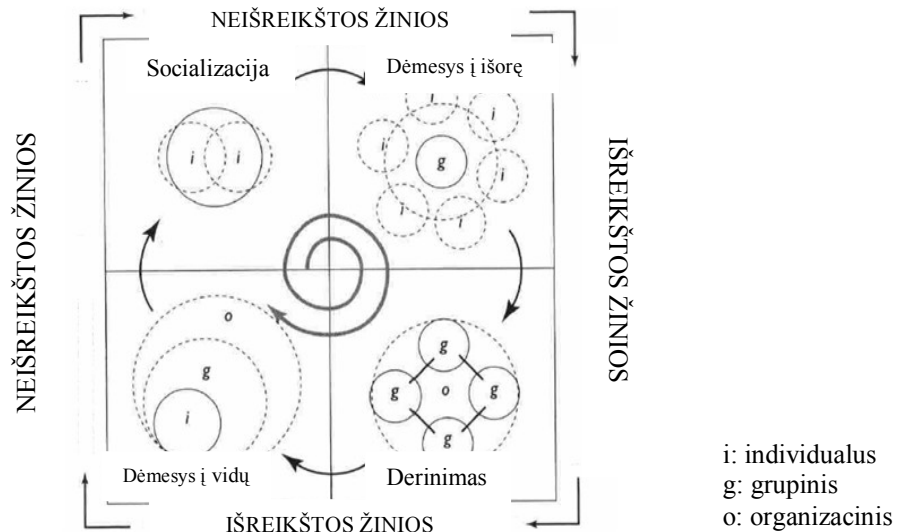 NEIŠREIKŠTOS ŽINIOS
Socializacija
Dėmesys į išorę
i
i
i
i
i
g
i
i
i
NEIŠREIKŠTOS ŽINIOS
IŠREIKŠTOS ŽINIOS
o
g
i
g
g
o
g
g
Dėmesys į vidų
Derinimas
IŠREIKŠTOS ŽINIOS
i: individualus
g: grupinis
o: organizacinis